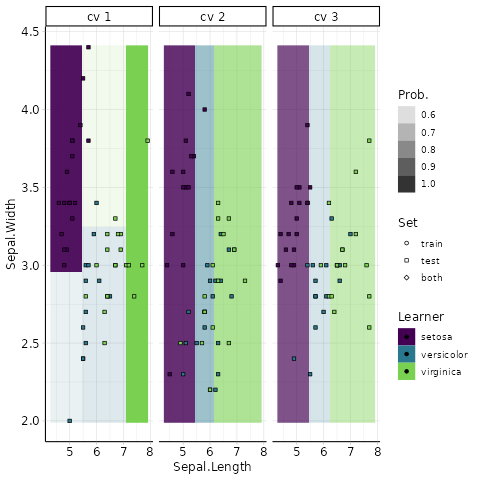 cv 1 cv 2 cv 3
4.5
4.0
3.5
3.0
2.5
2.0
Sepal.Width
5 6 7 8 5 6 7 8 5 6 7 8
Sepal.Length
Prob.
0.6
0.7
0.8
0.9
1.0
Set
train
test
both
Learner
setosa
versicolor
virginica